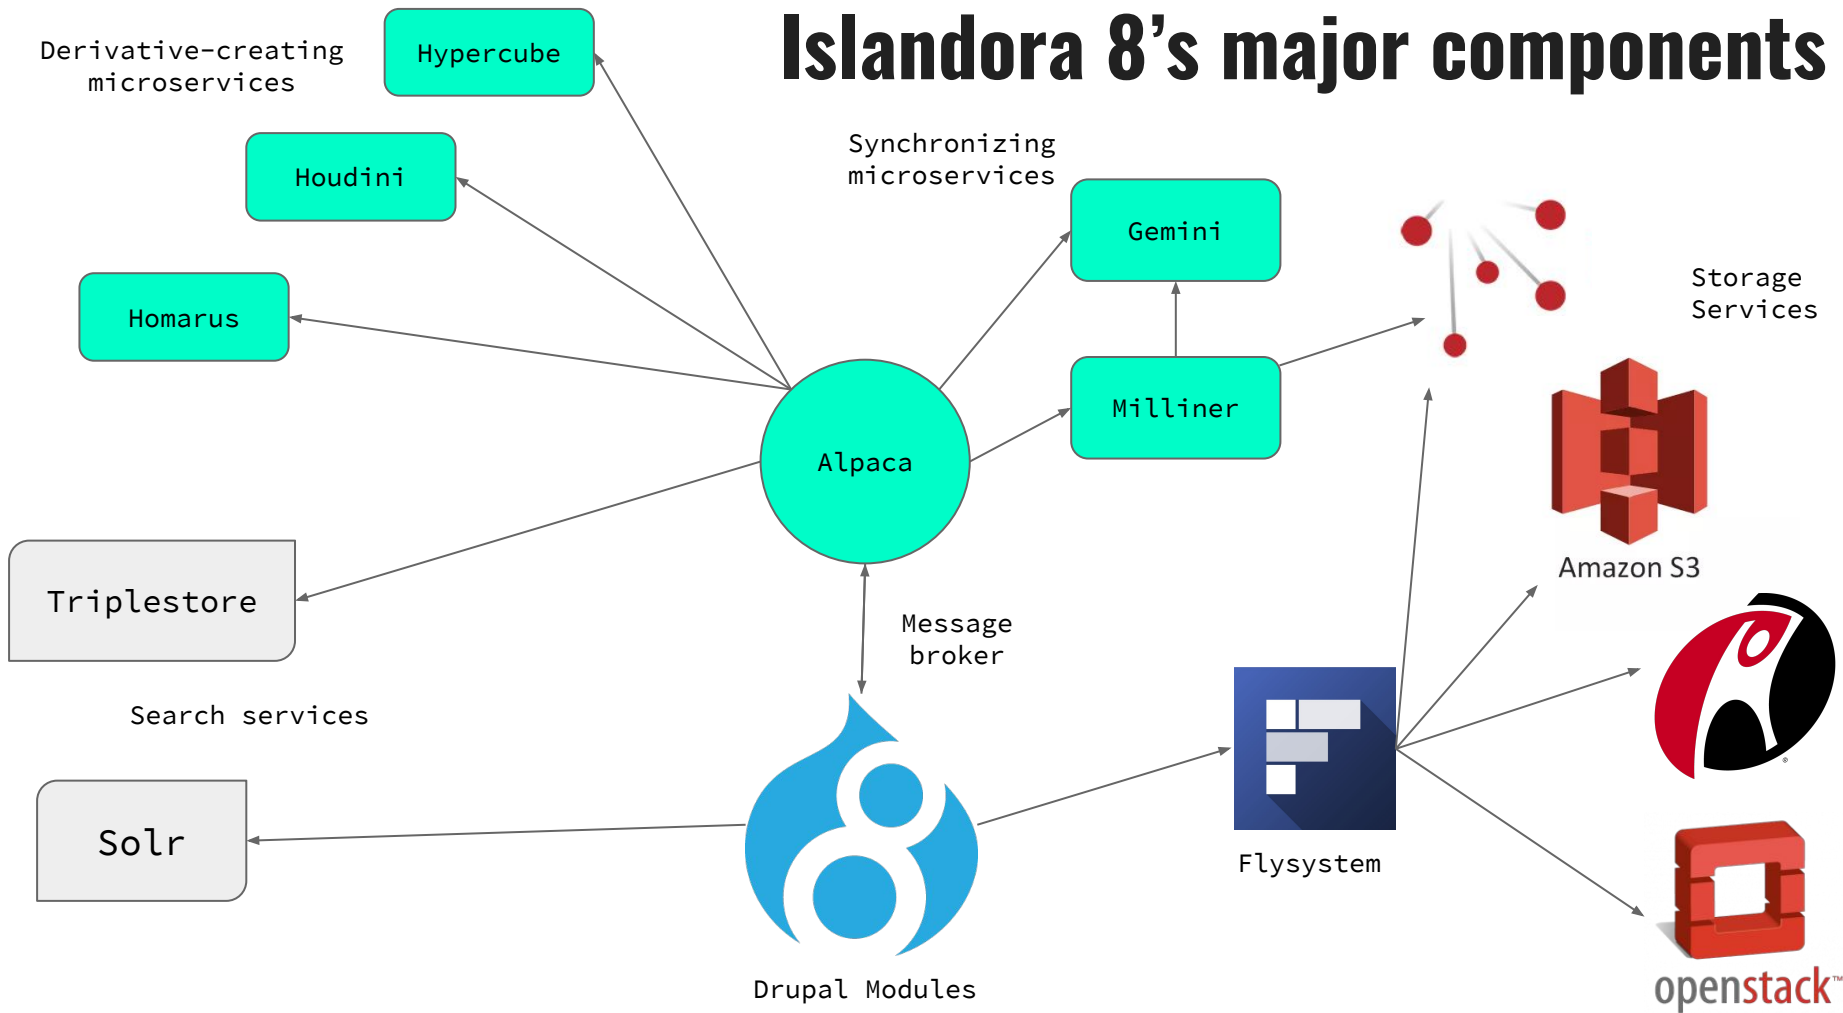 Islandora 8’s major components
Derivative-creating
microservices
Hypercube
Houdini
Homarus
Synchronizing
microservices
Gemini
Milliner
Storage
Services
Alpaca
Amazon S3
Triplestore
Message
broker
Search services
Solr
Flysystem
Drupal Modules
®
openstack™